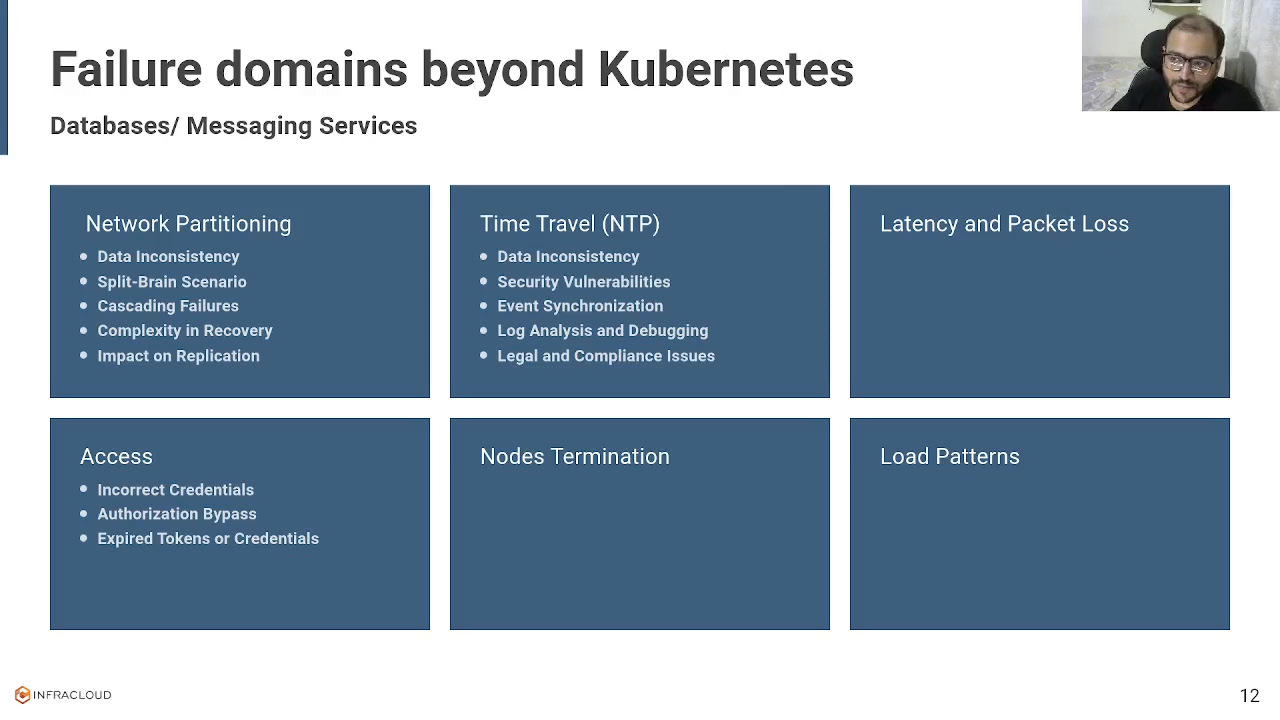 Failure domains beyond Kubernetes
Databases/ Messaging Services
Network Partitioning
Data Inconsistency
Split-Brain Scenario
Cascading Failures
Complexity in Recovery
Impact on Replication
Time Travel (NTP)
Data Inconsistency
Security Vulnerabilities
Event Synchronization
Log Analysis and Debugging
Legal and Compliance Issues
Latency and Packet Loss
Access
Incorrect Credentials
Authorization Bypass
Expired Tokens or Credentials
Nodes Termination
Load Patterns
INFRACLOUD
12